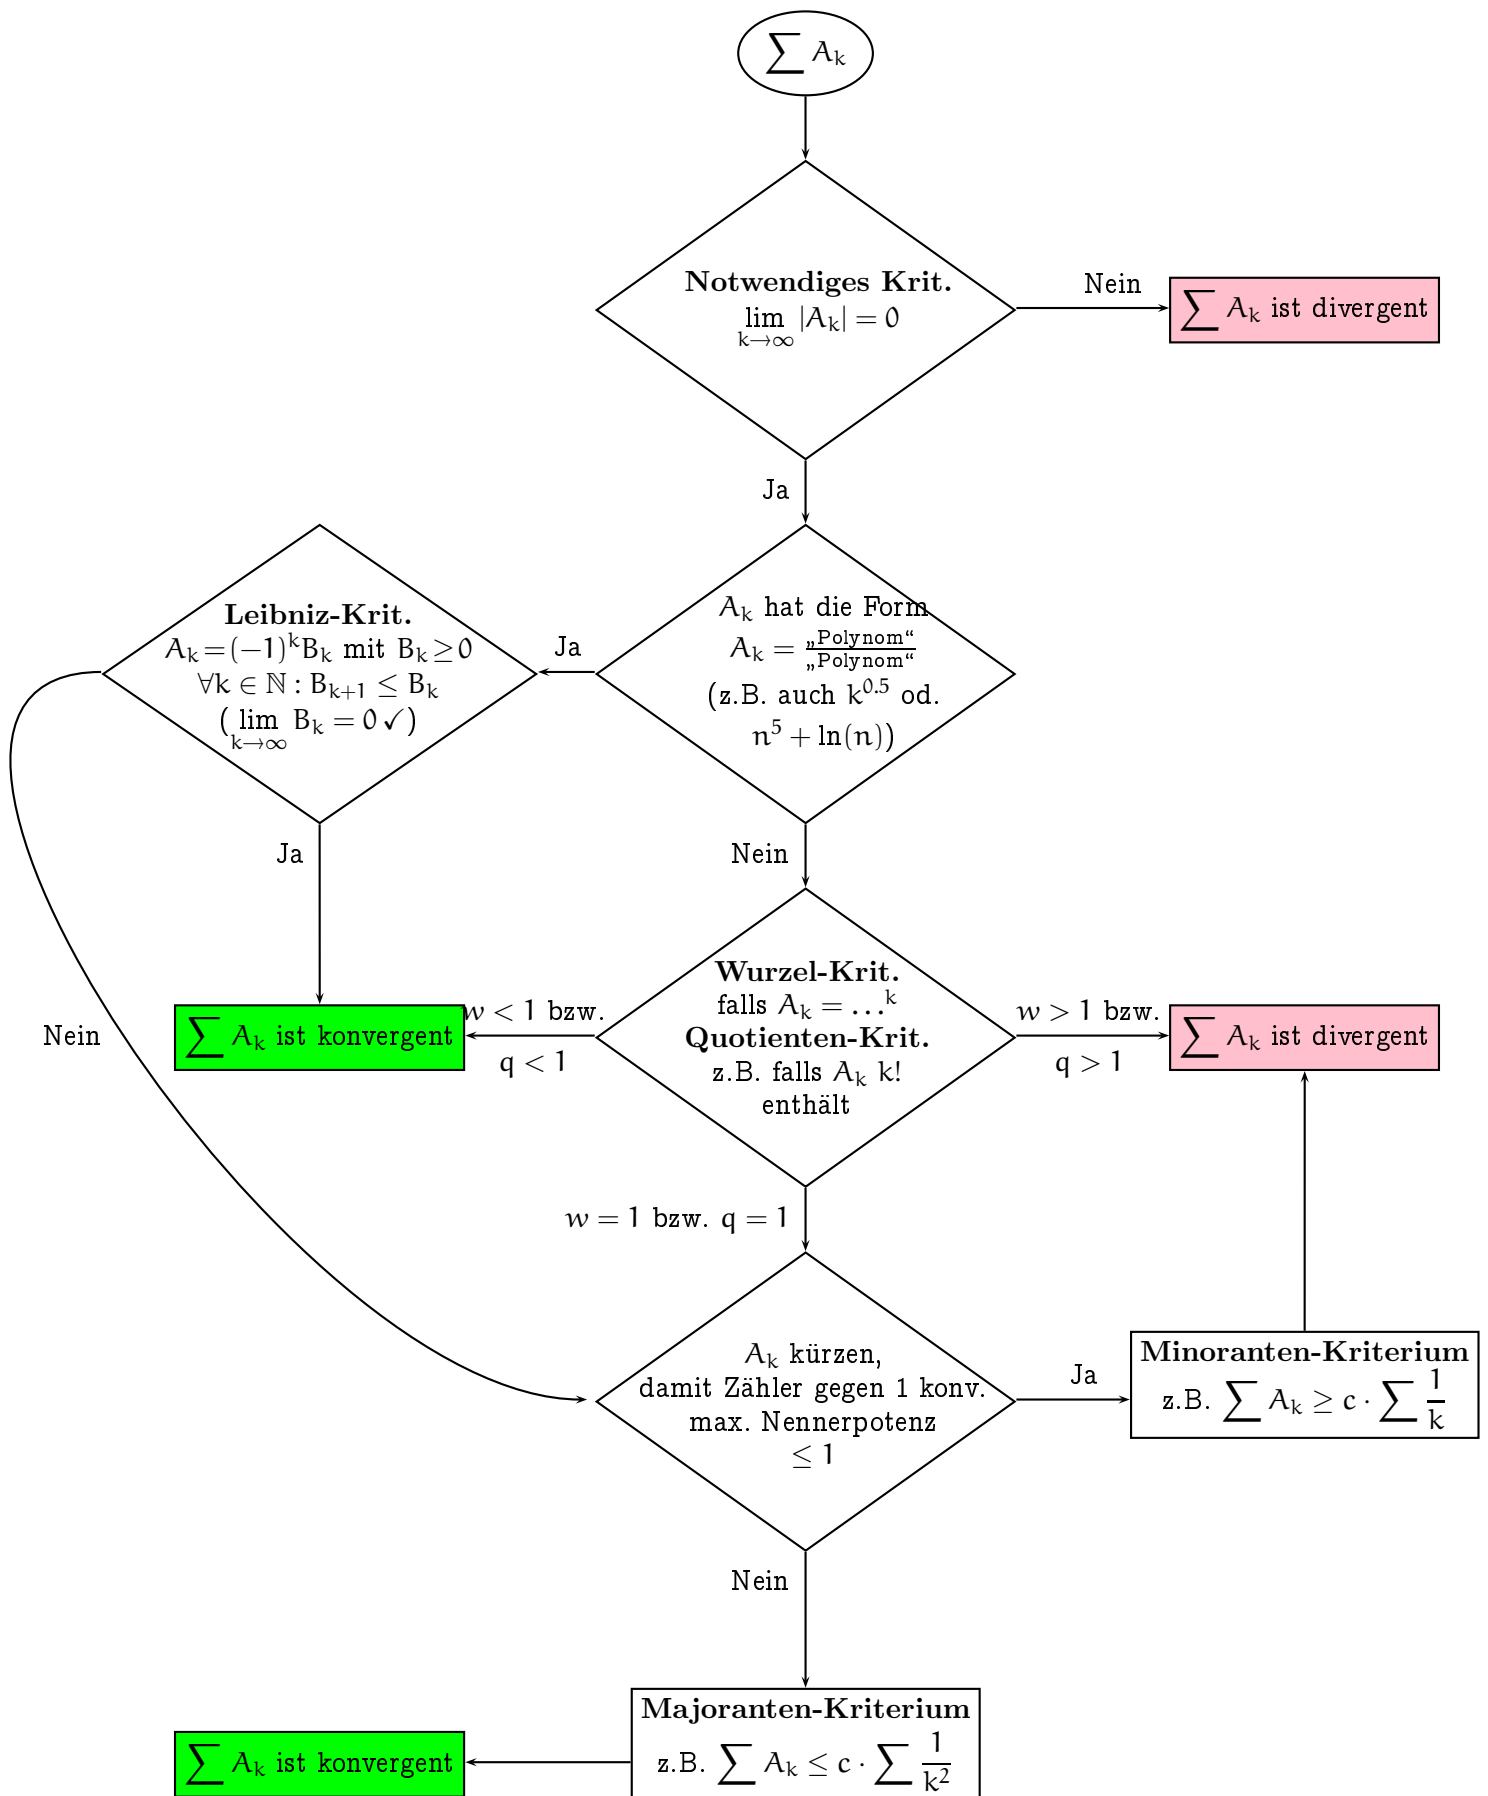 ∑ A_k
Notwendiges Krit.
lim_{k→∞} |A_k| = 0
Nein
∑ A_k ist divergent
Ja
A_k hat die Form
A_k = „Polynom“/„Polynom“
(z.B. auch k^{0.5} od.
n^5 + ln(n))
Ja
Leibniz-Krit.
A_k=(−1)^k B_k mit B_k≥0
∀k ∈ ℕ : B_{k+1} ≤ B_k
(lim_{k→∞} B_k = 0 ✓)
Ja
Nein
Nein
Wurzel-Krit.
falls A_k = …^k
Quotienten-Krit.
z.B. falls A_k k!
enthält
w < 1 bzw.
q < 1
∑ A_k ist konvergent
w > 1 bzw.
q > 1
∑ A_k ist divergent
w = 1 bzw. q = 1
A_k kürzen,
damit Zähler gegen 1 konv.
max. Nennerpotenz
≤ 1
Ja
Minoranten-Kriterium
z.B. ∑ A_k ≥ c · ∑ 1/k
Nein
Majoranten-Kriterium
z.B. ∑ A_k ≤ c · ∑ 1/k^2
∑ A_k ist konvergent